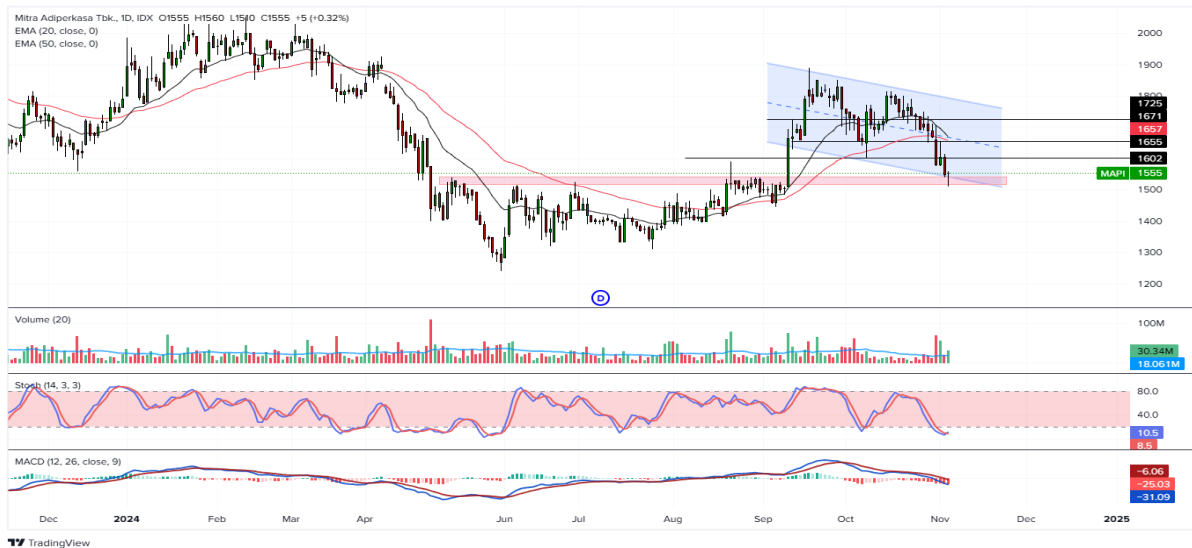 Mitra Adiperkasa Tbk., 1D, IDX O1555 H1560 L1510 C1555 +5 (+0.32%)
EMA (20, close, 0)
EMA (50, close, 0)
2000
1900
1800
1725
1671
1657
1655
1602
MAPI 1555
1500
1400
1300
1200
D
Volume (20)
100M
30.34M
18.061M
Stoch (14, 3, 3)
80.0
40.0
10.5
8.5
MACD (12, 26, close, 9)
−6.06
−25.03
−31.09
Dec 2024 Feb Mar Apr Jun Jul Aug Sep Oct Nov Dec 2025
TradingView